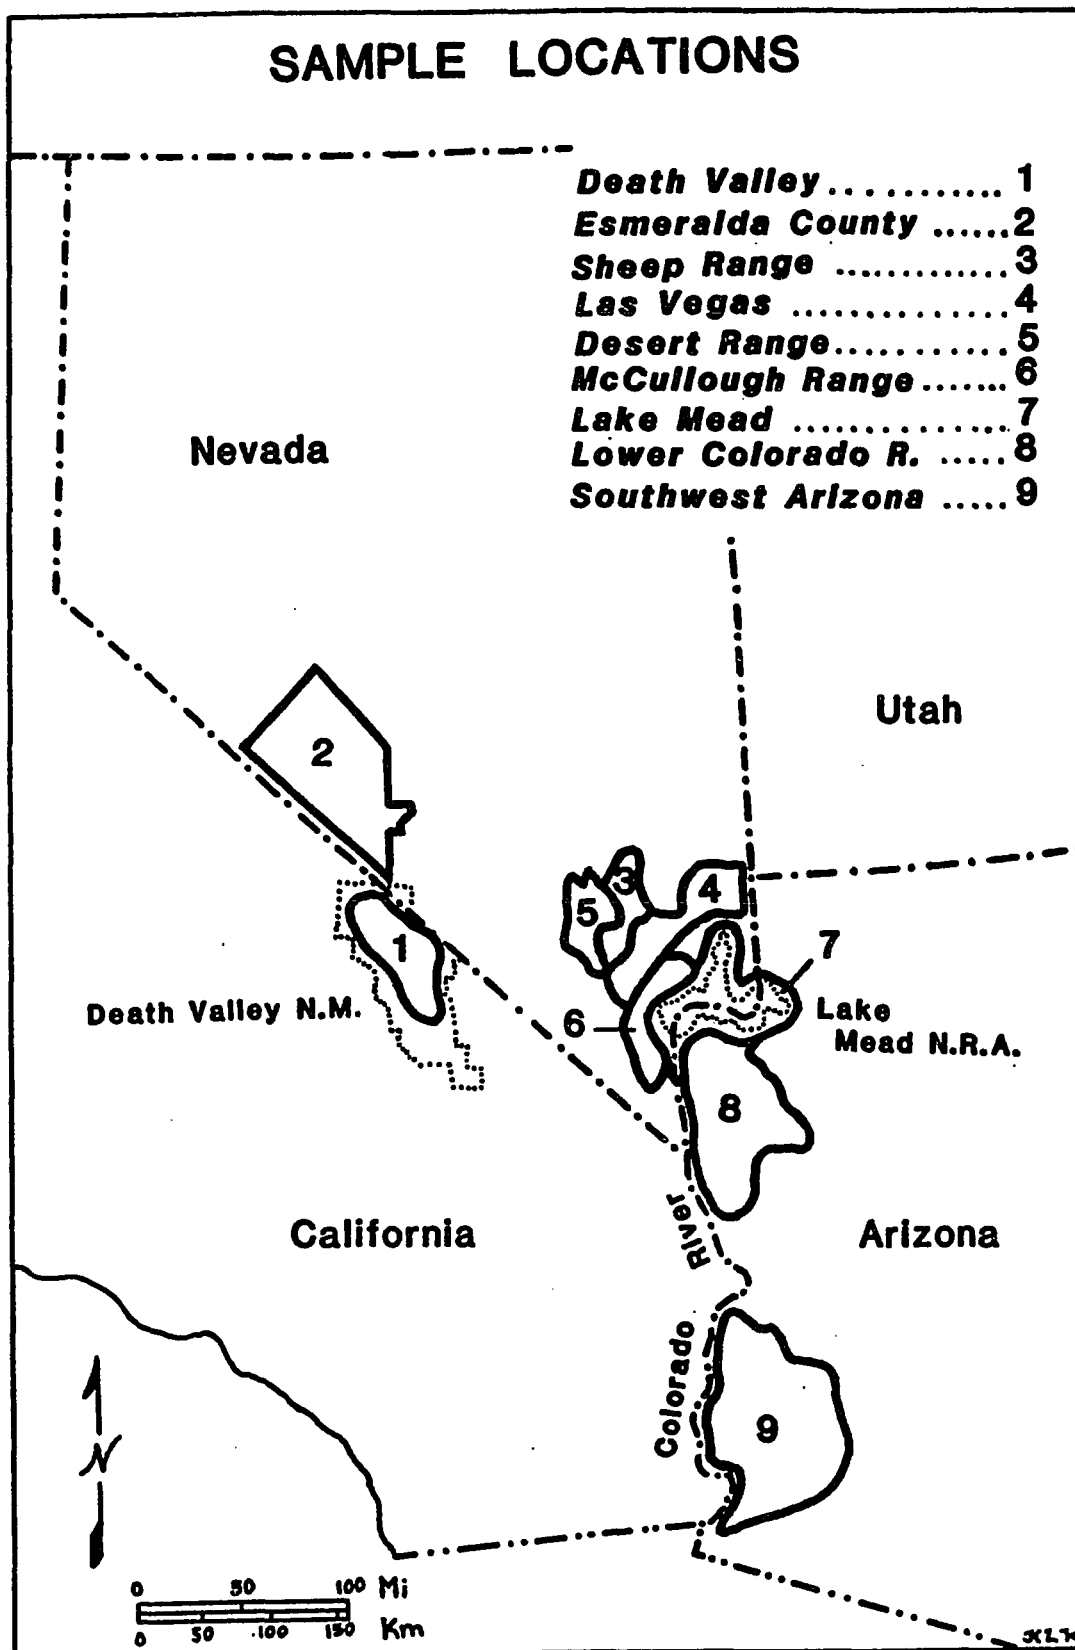 SAMPLE LOCATIONS
Death Valley............ 1
Esmeralda County ......2
Sheep Range .............3
Las Vegas ...............4
Desert Range............5
McCullough Range.......6
Lake Mead ...............7
Lower Colorado R. .....8
Southwest Arizona .....9
Nevada
Utah
2
3
4
5
1
7
Death Valley N.M.
6
Lake
Mead N.R.A.
8
River
California
Arizona
Colorado
9
N
0 50 100 Mi
0 50 100 150 Km